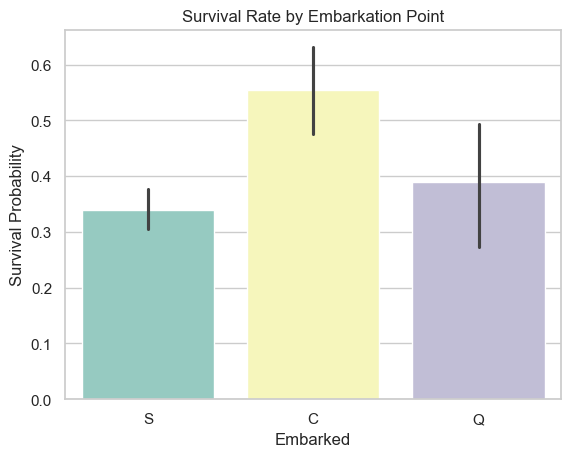 Survival Rate by Embarkation Point
0.6
0.5
0.4
0.3
0.2
0.1
0.0
Survival Probability
S C Q
Embarked